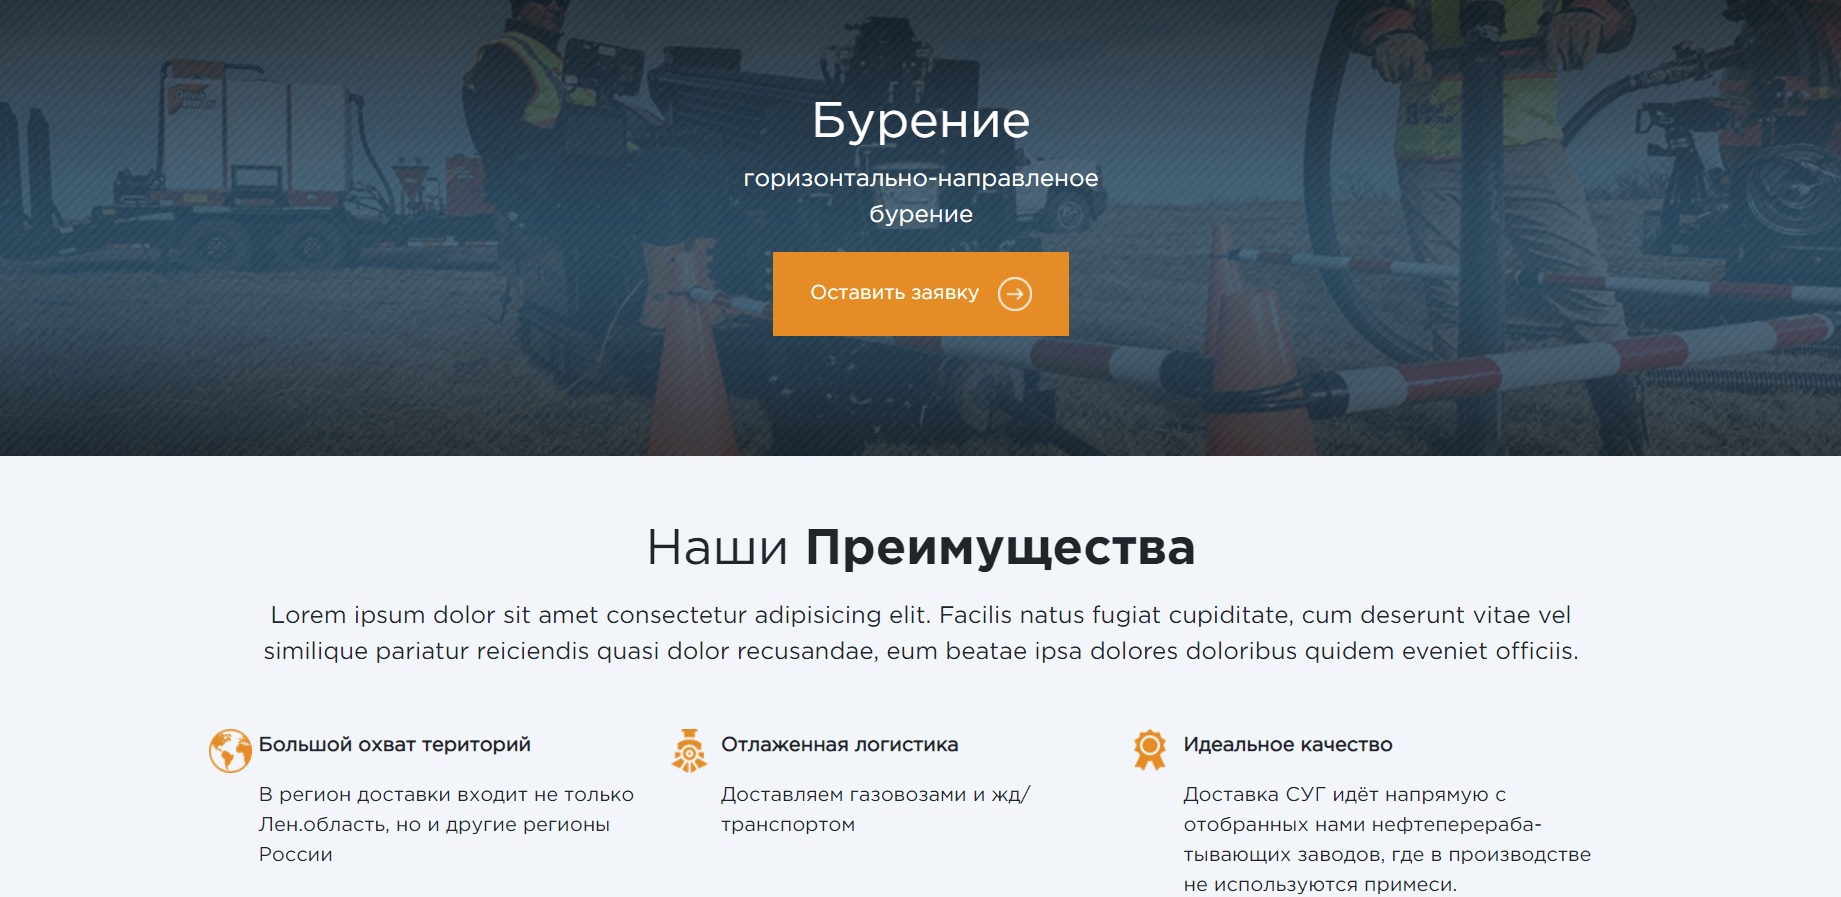 Бурение
горизонтально-направленое
бурение
Оставить заявку
Наши Преимущества
Lorem ipsum dolor sit amet consectetur adipisicing elit. Facilis natus fugiat cupiditate, cum deserunt vitae vel
similique pariatur reiciendis quasi dolor recusandae, eum beatae ipsa dolores doloribus quidem eveniet officiis.
Большой охват територий
В регион доставки входит не только
Лен.область, но и другие регионы
России
Отлаженная логистика
Доставляем газовозами и жд/
транспортом
Идеальное качество
Доставка СУГ идёт напрямую с
отобранных нами нефтеперераба-
тывающих заводов, где в производстве
не используются примеси.